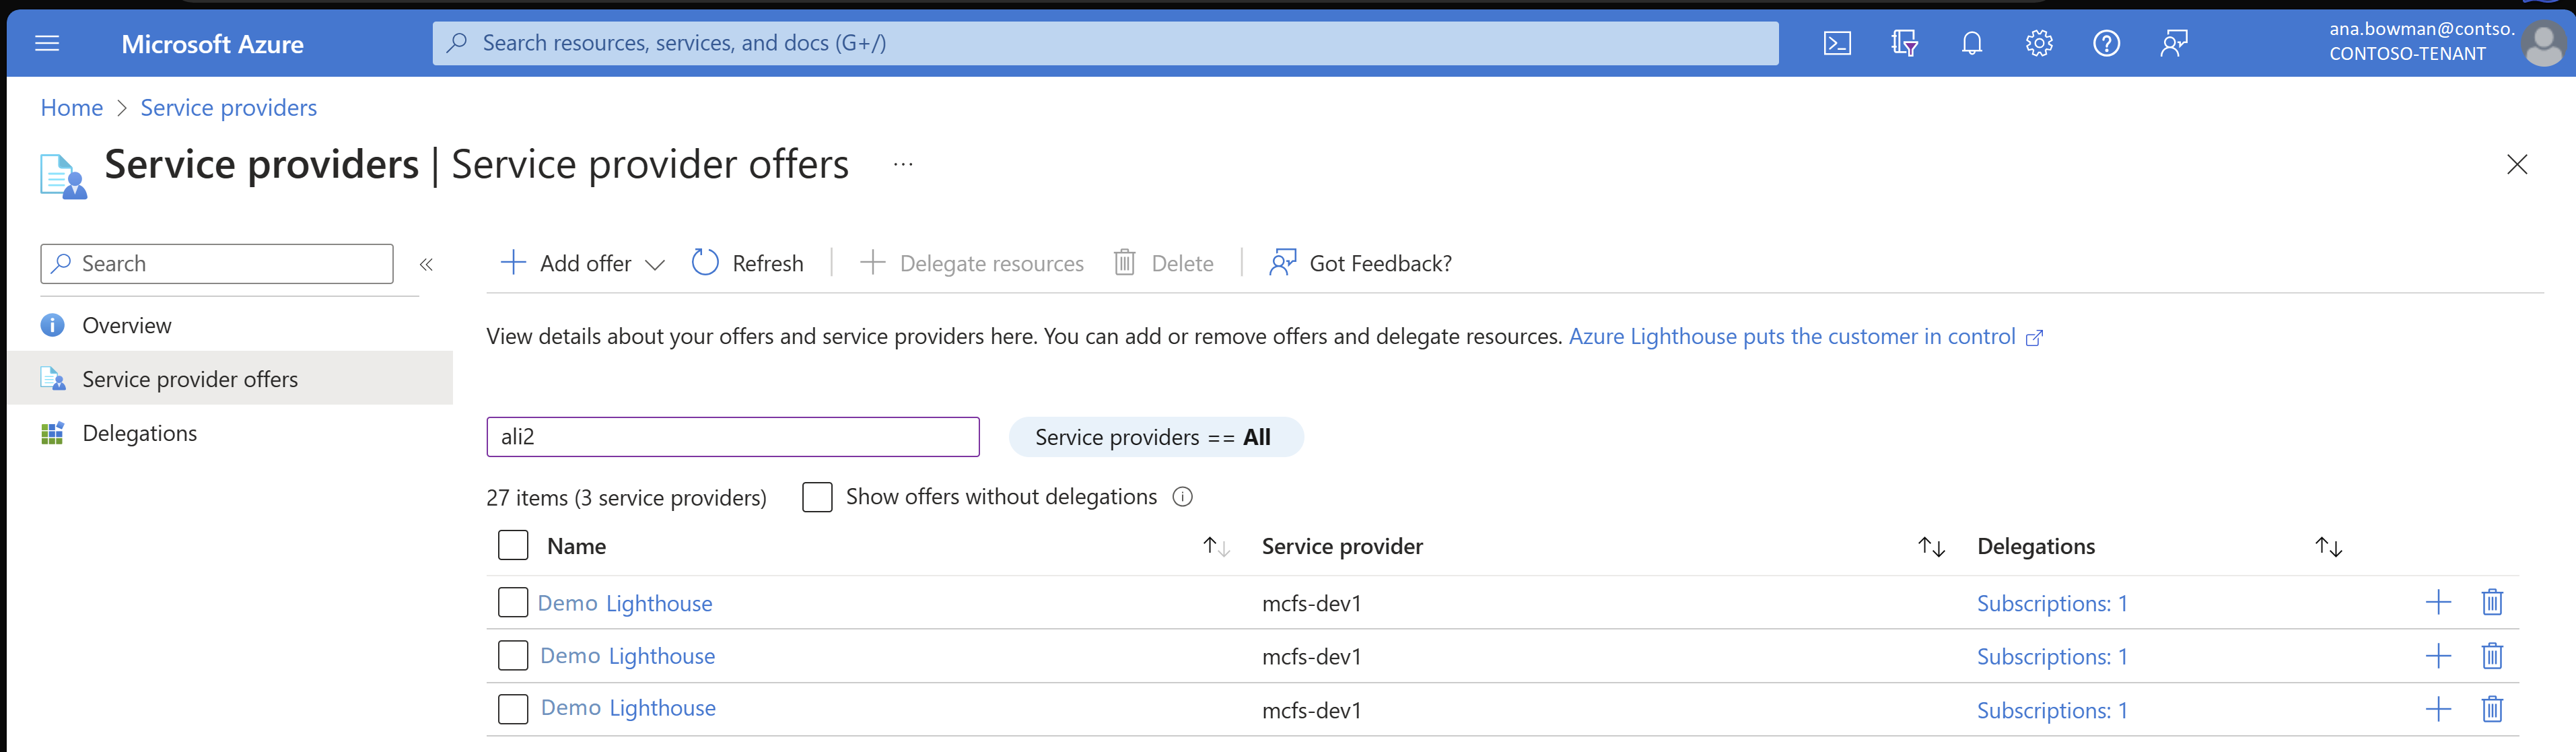 Microsoft Azure
Search resources, services, and docs (G+/)
ana.bowman@contso.
CONTOSO-TENANT
Home > Service providers
Service providers | Service provider offers ...
Search
«
Overview
Service provider offers
Delegations
Add offer
Refresh
Delegate resources
Delete
Got Feedback?
View details about your offers and service providers here. You can add or remove offers and delegate resources. Azure Lighthouse puts the customer in control
ali2
Service providers == All
27 items (3 service providers)
Show offers without delegations
Name Service provider Delegations
Demo Lighthouse mcfs-dev1 Subscriptions: 1
Demo Lighthouse mcfs-dev1 Subscriptions: 1
Demo Lighthouse mcfs-dev1 Subscriptions: 1